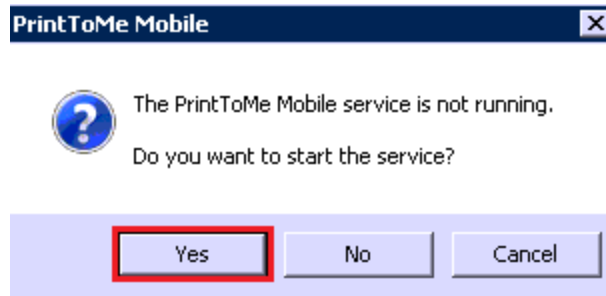 PrintToMe Mobile
The PrintToMe Mobile service is not running.
Do you want to start the service?
Yes No Cancel